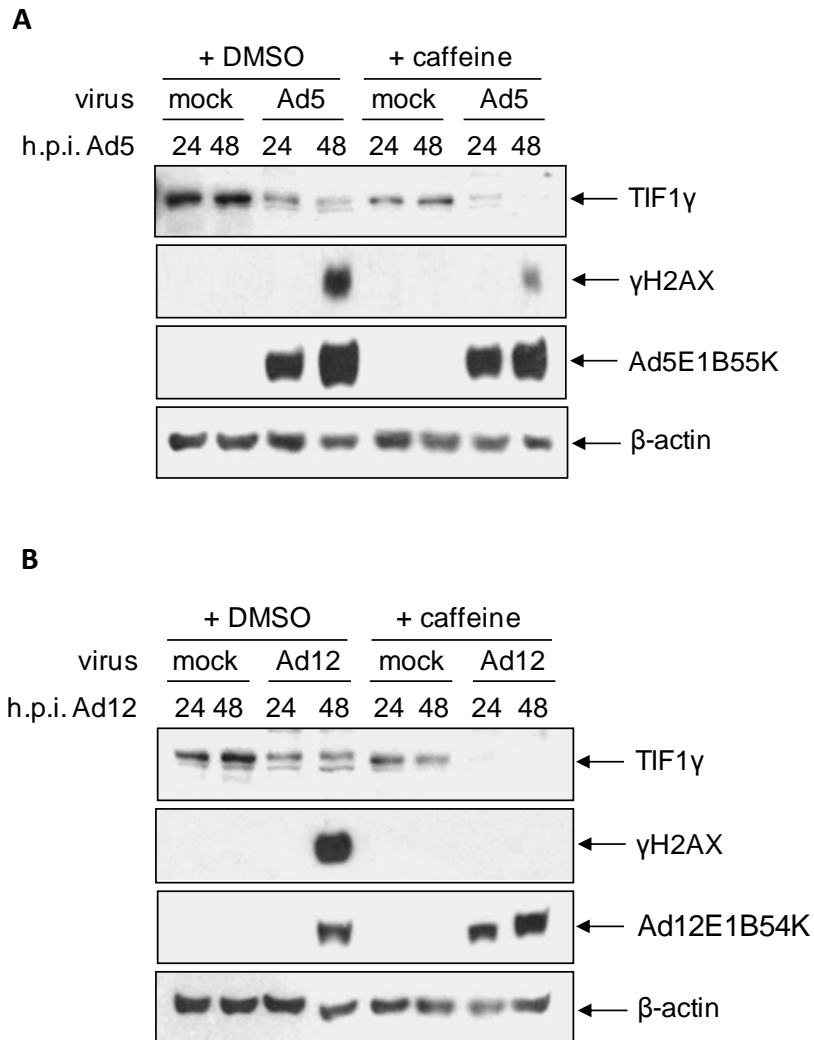 A
+ DMSO + caffeine
virus mock Ad5 mock Ad5
h.p.i. Ad5 24 48 24 48 24 48 24 48
TIF1γ
γH2AX
Ad5E1B55K
β-actin
B
+ DMSO + caffeine
virus mock Ad12 mock Ad12
h.p.i. Ad12 24 48 24 48 24 48 24 48
TIF1γ
γH2AX
Ad12E1B54K
β-actin